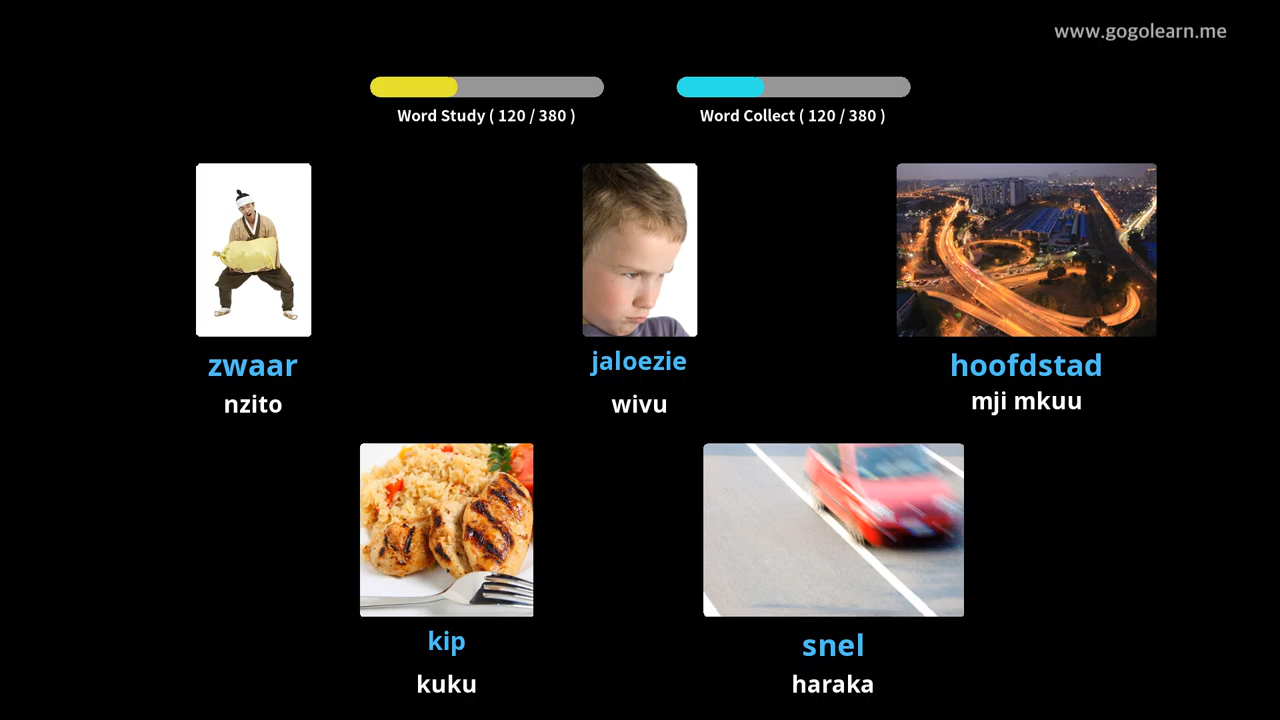 www.gogolearn.me
Word Study ( 120 / 380 )
Word Collect ( 120 / 380 )
zwaar
nzito
jaloezie
wivu
hoofdstad
mji mkuu
kip
kuku
snel
haraka